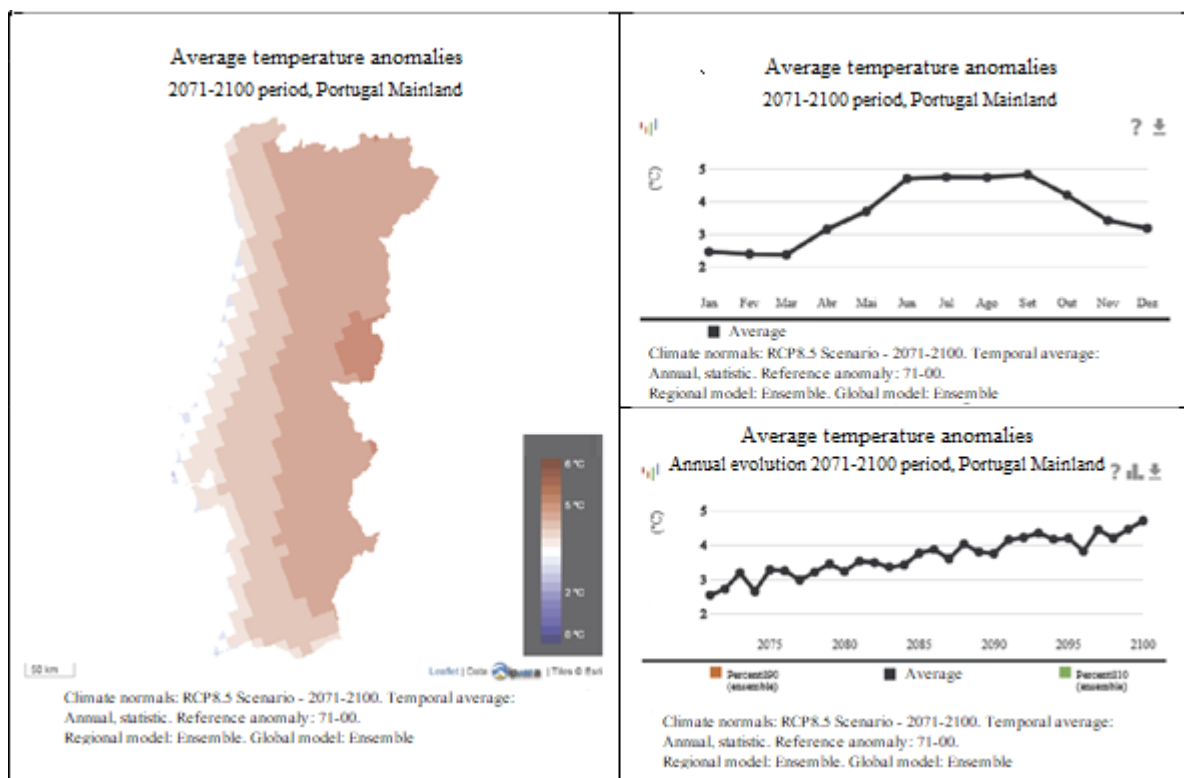 Average temperature anomalies
2071-2100 period, Portugal Mainland
6 ºC
5 ºC
2 ºC
0 ºC
50 km
Leaflet | Data | Tiles © Esri
Climate normals: RCP8.5 Scenario - 2071-2100. Temporal average:
Annual, statistic. Reference anomaly: 71-00.
Regional model: Ensemble. Global model: Ensemble
Average temperature anomalies
2071-2100 period, Portugal Mainland
?
(ºC)
5
4
3
2
Jan Fev Mar Abr Mai Jun Jul Ago Set Out Nov Dez
Average
Climate normals: RCP8.5 Scenario - 2071-2100. Temporal average:
Annual, statistic. Reference anomaly: 71-00.
Regional model: Ensemble. Global model: Ensemble
Average temperature anomalies
Annual evolution 2071-2100 period, Portugal Mainland ?
(ºC)
5
4
3
2
2075 2080 2085 2090 2095 2100
Percentil90 Average Percentil10
(ensemble) (ensemble)
Climate normals: RCP8.5 Scenario - 2071-2100. Temporal average:
Annual, statistic. Reference anomaly: 71-00.
Regional model: Ensemble. Global model: Ensemble